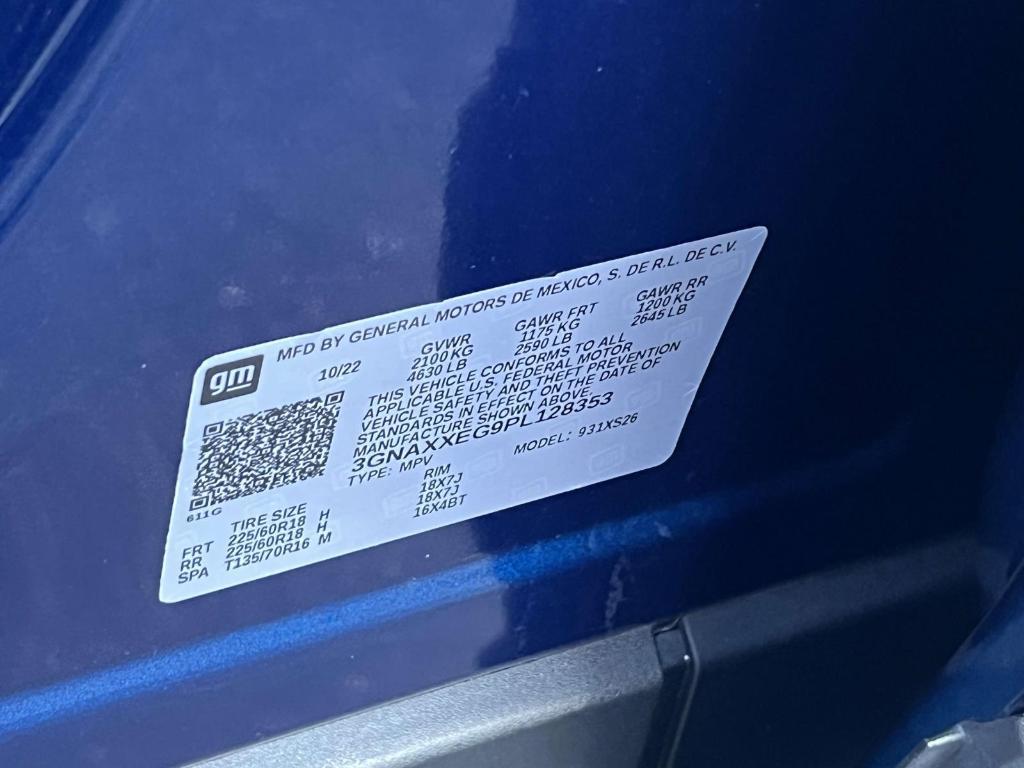 gm
MFD BY GENERAL MOTORS DE MEXICO, S. DE R.L. DE C.V.
10/22 GVWR GAWR FRT GAWR RR
2100 KG 1175 KG 1200 KG
4630 LB 2590 LB 2645 LB
THIS VEHICLE CONFORMS TO ALL
APPLICABLE U.S. FEDERAL MOTOR
VEHICLE SAFETY AND THEFT PREVENTION
STANDARDS IN EFFECT ON THE DATE OF
MANUFACTURE SHOWN ABOVE.
3GNAXXEG9PL128353
TYPE: MPV MODEL: 931XS26
611G
TIRE SIZE RIM
FRT 225/60R18 H 18X7J
RR 225/60R18 H 18X7J
SPA T135/70R16 M 16X4BT